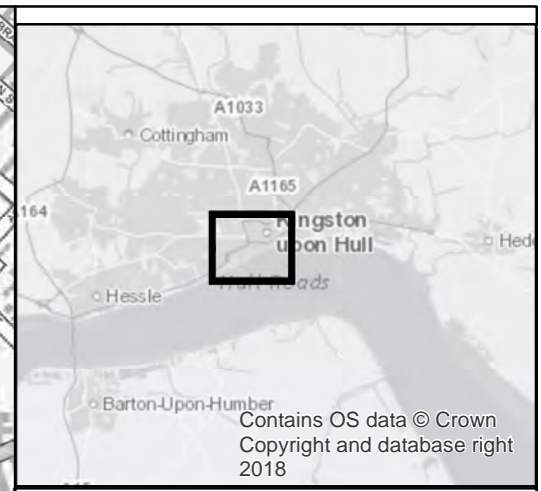 A1033
Cottingham
A1165
164
Kingston
upon Hull
Hed
Hull Roads
Hessle
Barton-Upon-Humber
Contains OS data © Crown
Copyright and database right
2018